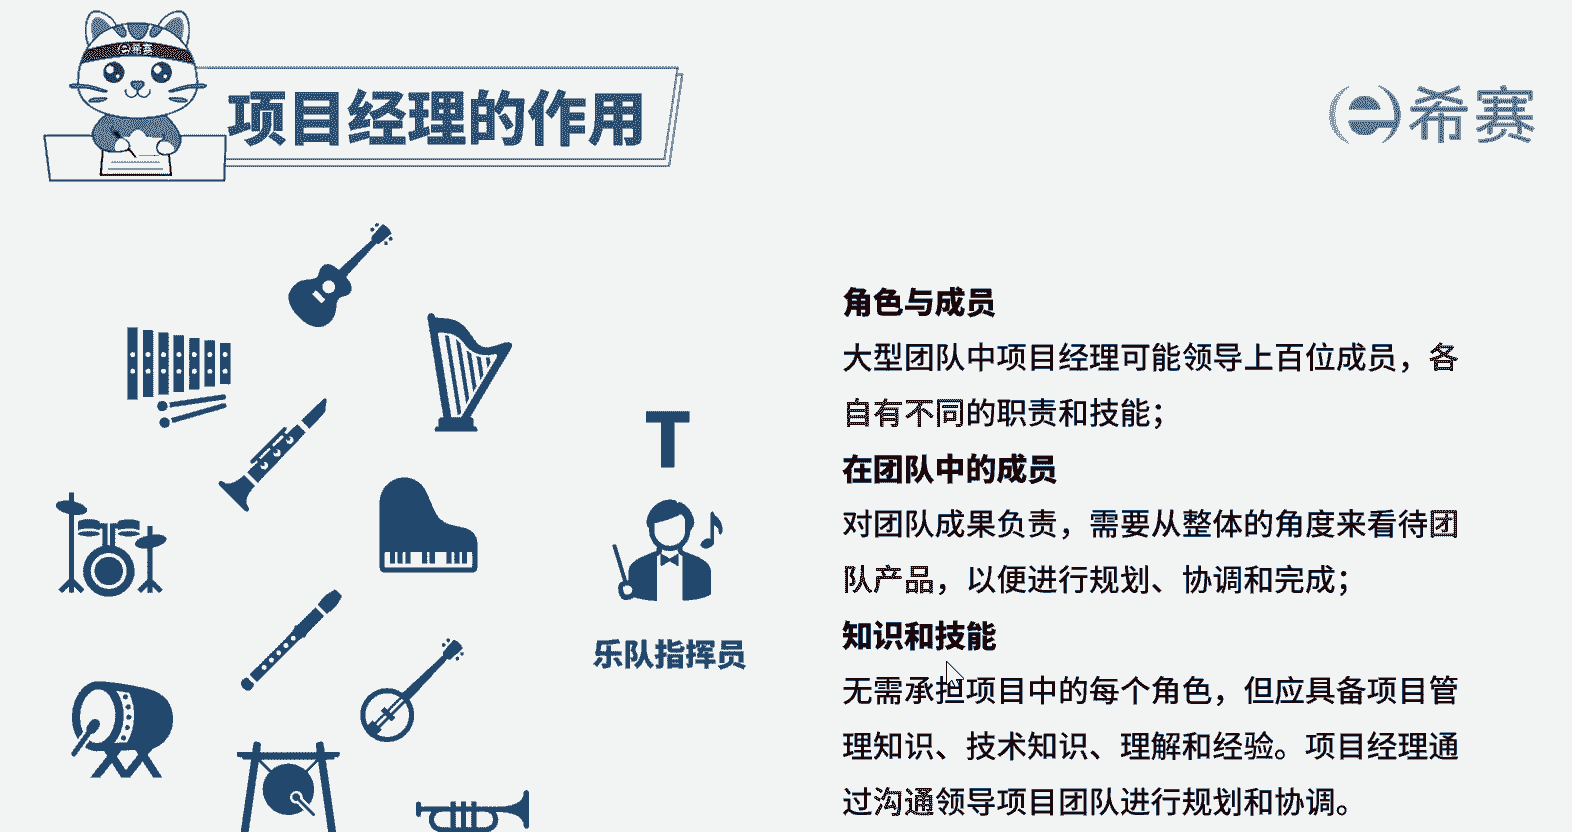 希赛
项目经理的作用
希赛
角色与成员
大型团队中项目经理可能领导上百位成员，各
自有不同的职责和技能；
在团队中的成员
对团队成果负责，需要从整体的角度来看待团
队产品，以便进行规划、协调和完成；
知识和技能
无需承担项目中的每个角色，但应具备项目管
理知识、技术知识、理解和经验。项目经理通
过沟通领导项目团队进行规划和协调。
T
乐队指挥员